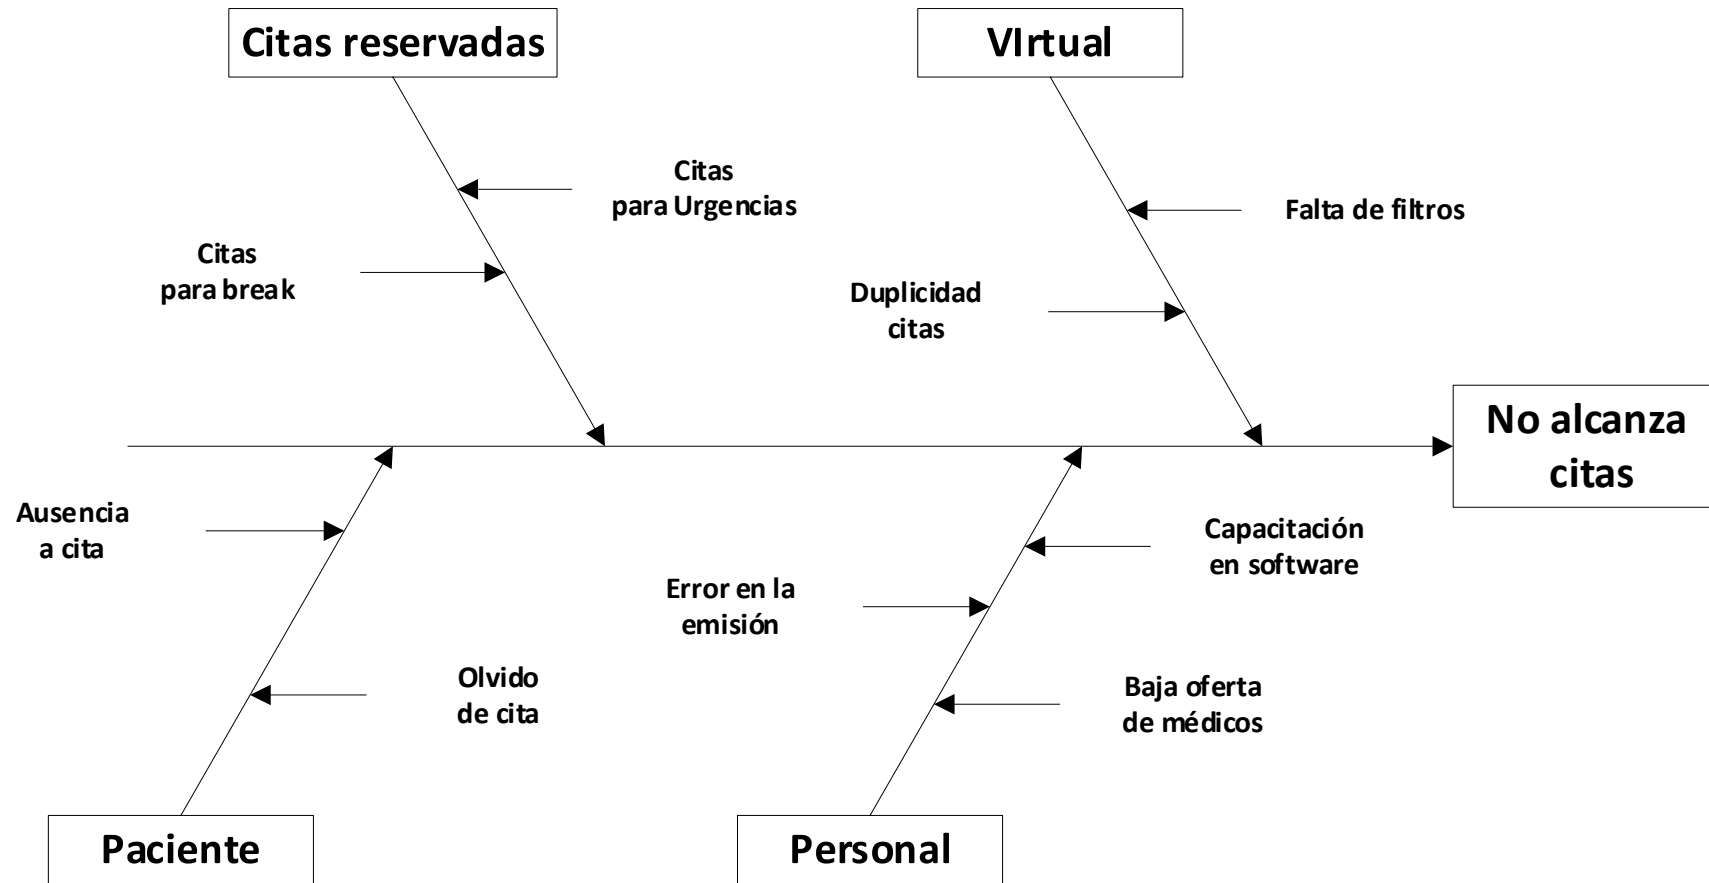 Citas reservadas
VIrtual
Citas
para Urgencias
Falta de filtros
Citas
para break
Duplicidad
citas
No alcanza
citas
Ausencia
a cita
Capacitación
en software
Error en la
emisión
Olvido
de cita
Baja oferta
de médicos
Paciente
Personal